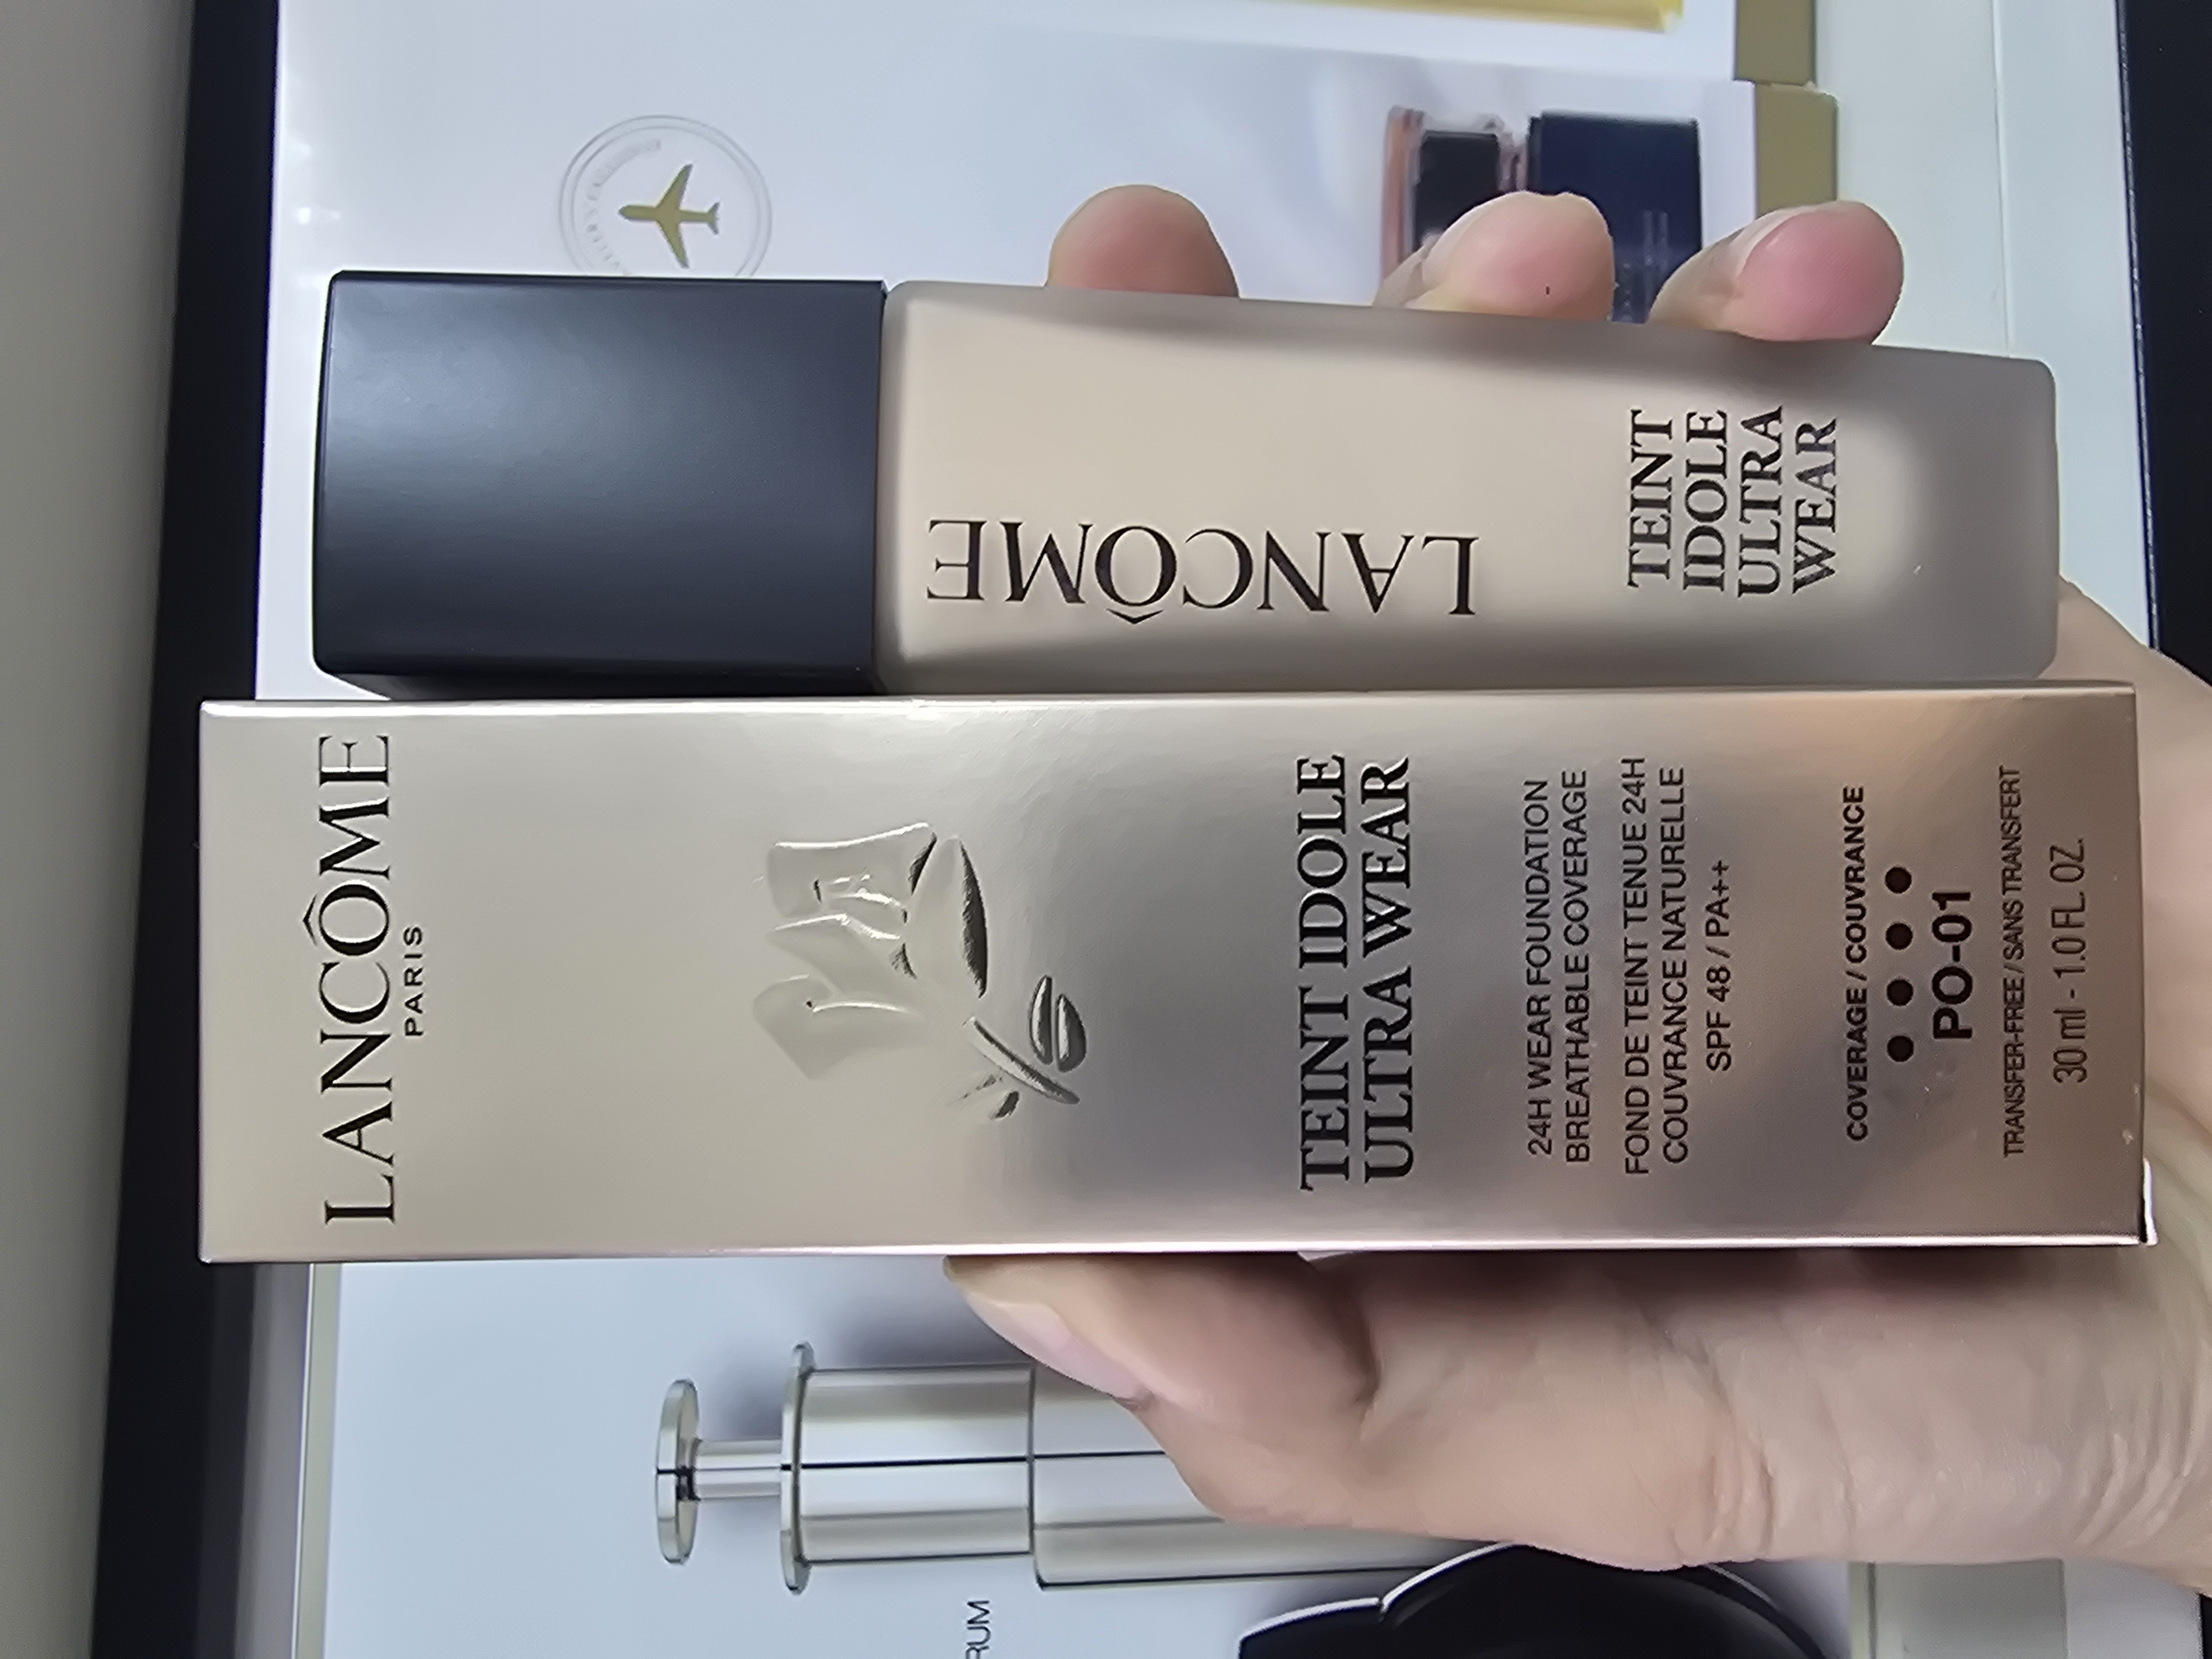 LANCÔME
PARIS
TEINT IDOLE
ULTRA WEAR
24H WEAR FOUNDATION
BREATHABLE COVERAGE
FOND DE TEINT TENUE 24H
COUVRANCE NATURELLE
SPF 48 / PA++
COVERAGE / COUVRANCE
PO-01
TRANSFER-FREE / SANS TRANSFERT
30 ml - 1.0 FL. OZ.
LANCÔME
TEINT
IDOLE
ULTRA
WEAR
RUM